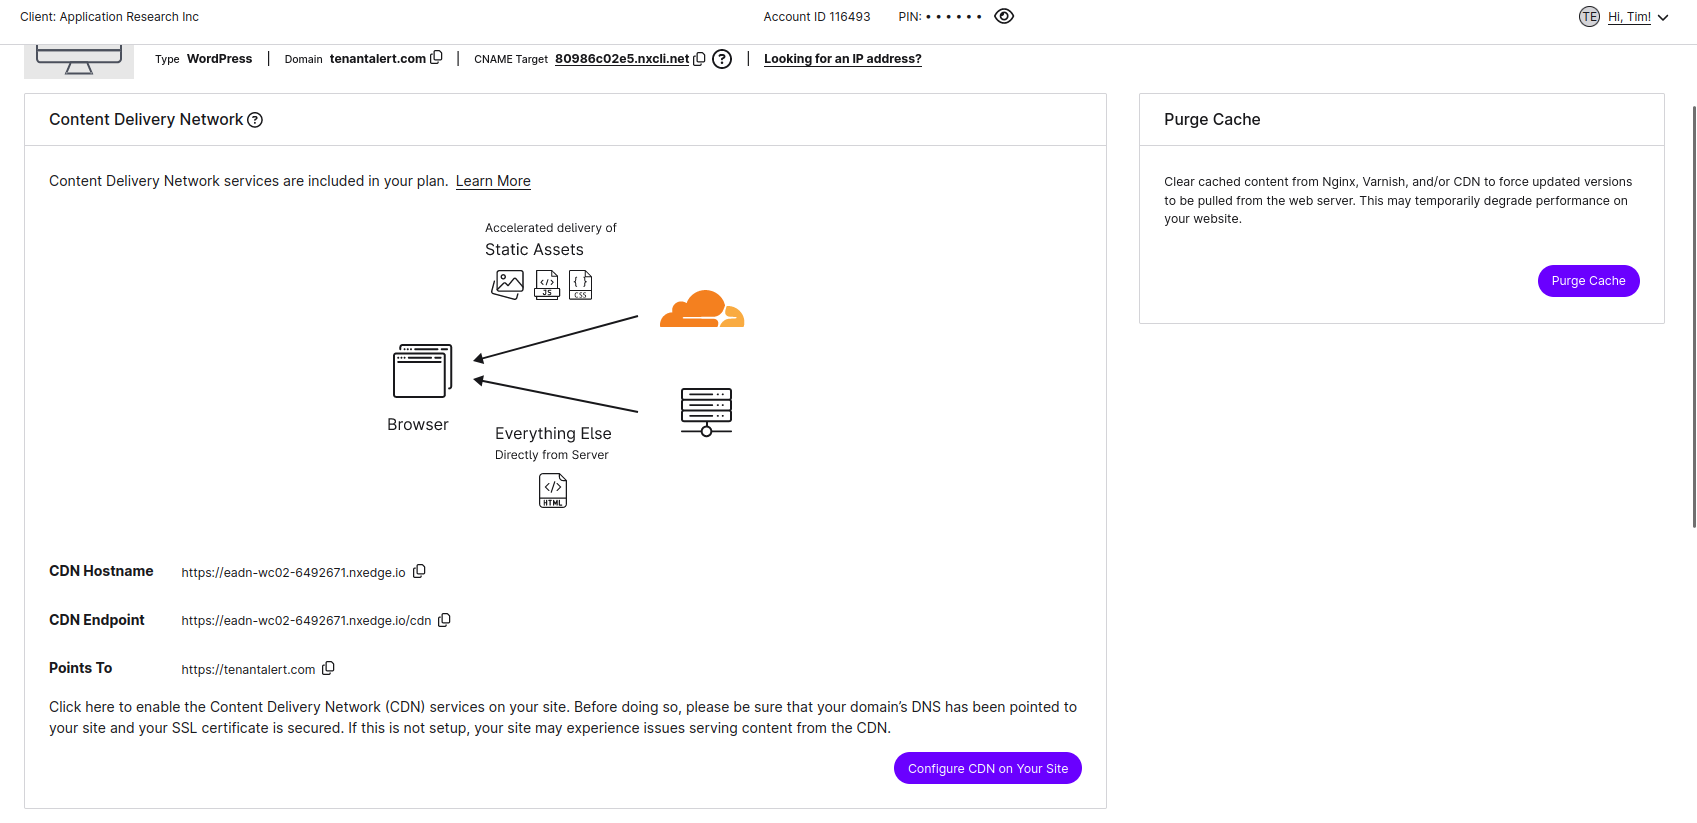 Client: Application Research Inc
Account ID 116493
PIN: • • • • • •
TE
Hi, Tim!
Type WordPress | Domain tenantalert.com | CNAME Target 80986c02e5.nxcli.net ? | Looking for an IP address?
Content Delivery Network ?
Content Delivery Network services are included in your plan. Learn More
Accelerated delivery of
Static Assets
</> JS
{ } CSS
Browser
Everything Else
Directly from Server
</>
HTML
CDN Hostname https://eadn-wc02-6492671.nxedge.io
CDN Endpoint https://eadn-wc02-6492671.nxedge.io/cdn
Points To https://tenantalert.com
Click here to enable the Content Delivery Network (CDN) services on your site. Before doing so, please be sure that your domain’s DNS has been pointed to
your site and your SSL certificate is secured. If this is not setup, your site may experience issues serving content from the CDN.
Configure CDN on Your Site
Purge Cache
Clear cached content from Nginx, Varnish, and/or CDN to force updated versions
to be pulled from the web server. This may temporarily degrade performance on
your website.
Purge Cache